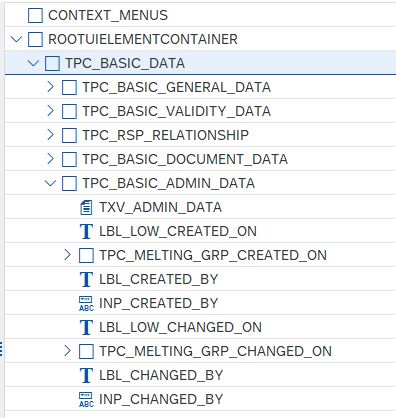 CONTEXT_MENUS
ROOTUIELEMENTCONTAINER
TPC_BASIC_DATA
TPC_BASIC_GENERAL_DATA
TPC_BASIC_VALIDITY_DATA
TPC_RSP_RELATIONSHIP
TPC_BASIC_DOCUMENT_DATA
TPC_BASIC_ADMIN_DATA
TXV_ADMIN_DATA
T LBL_LOW_CREATED_ON
TPC_MELTING_GRP_CREATED_ON
T LBL_CREATED_BY
ABC INP_CREATED_BY
T LBL_LOW_CHANGED_ON
TPC_MELTING_GRP_CHANGED_ON
T LBL_CHANGED_BY
ABC INP_CHANGED_BY